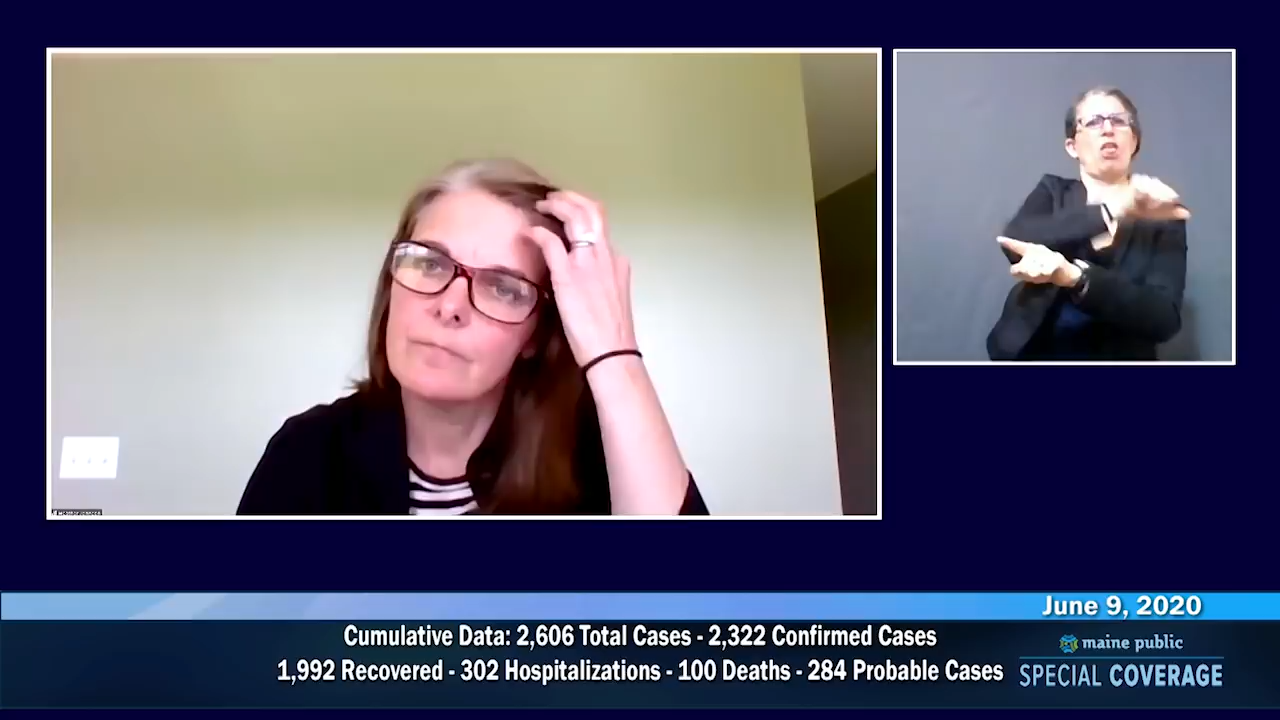 June 9, 2020
Cumulative Data: 2,606 Total Cases - 2,322 Confirmed Cases
1,992 Recovered - 302 Hospitalizations - 100 Deaths - 284 Probable Cases
maine public
SPECIAL COVERAGE